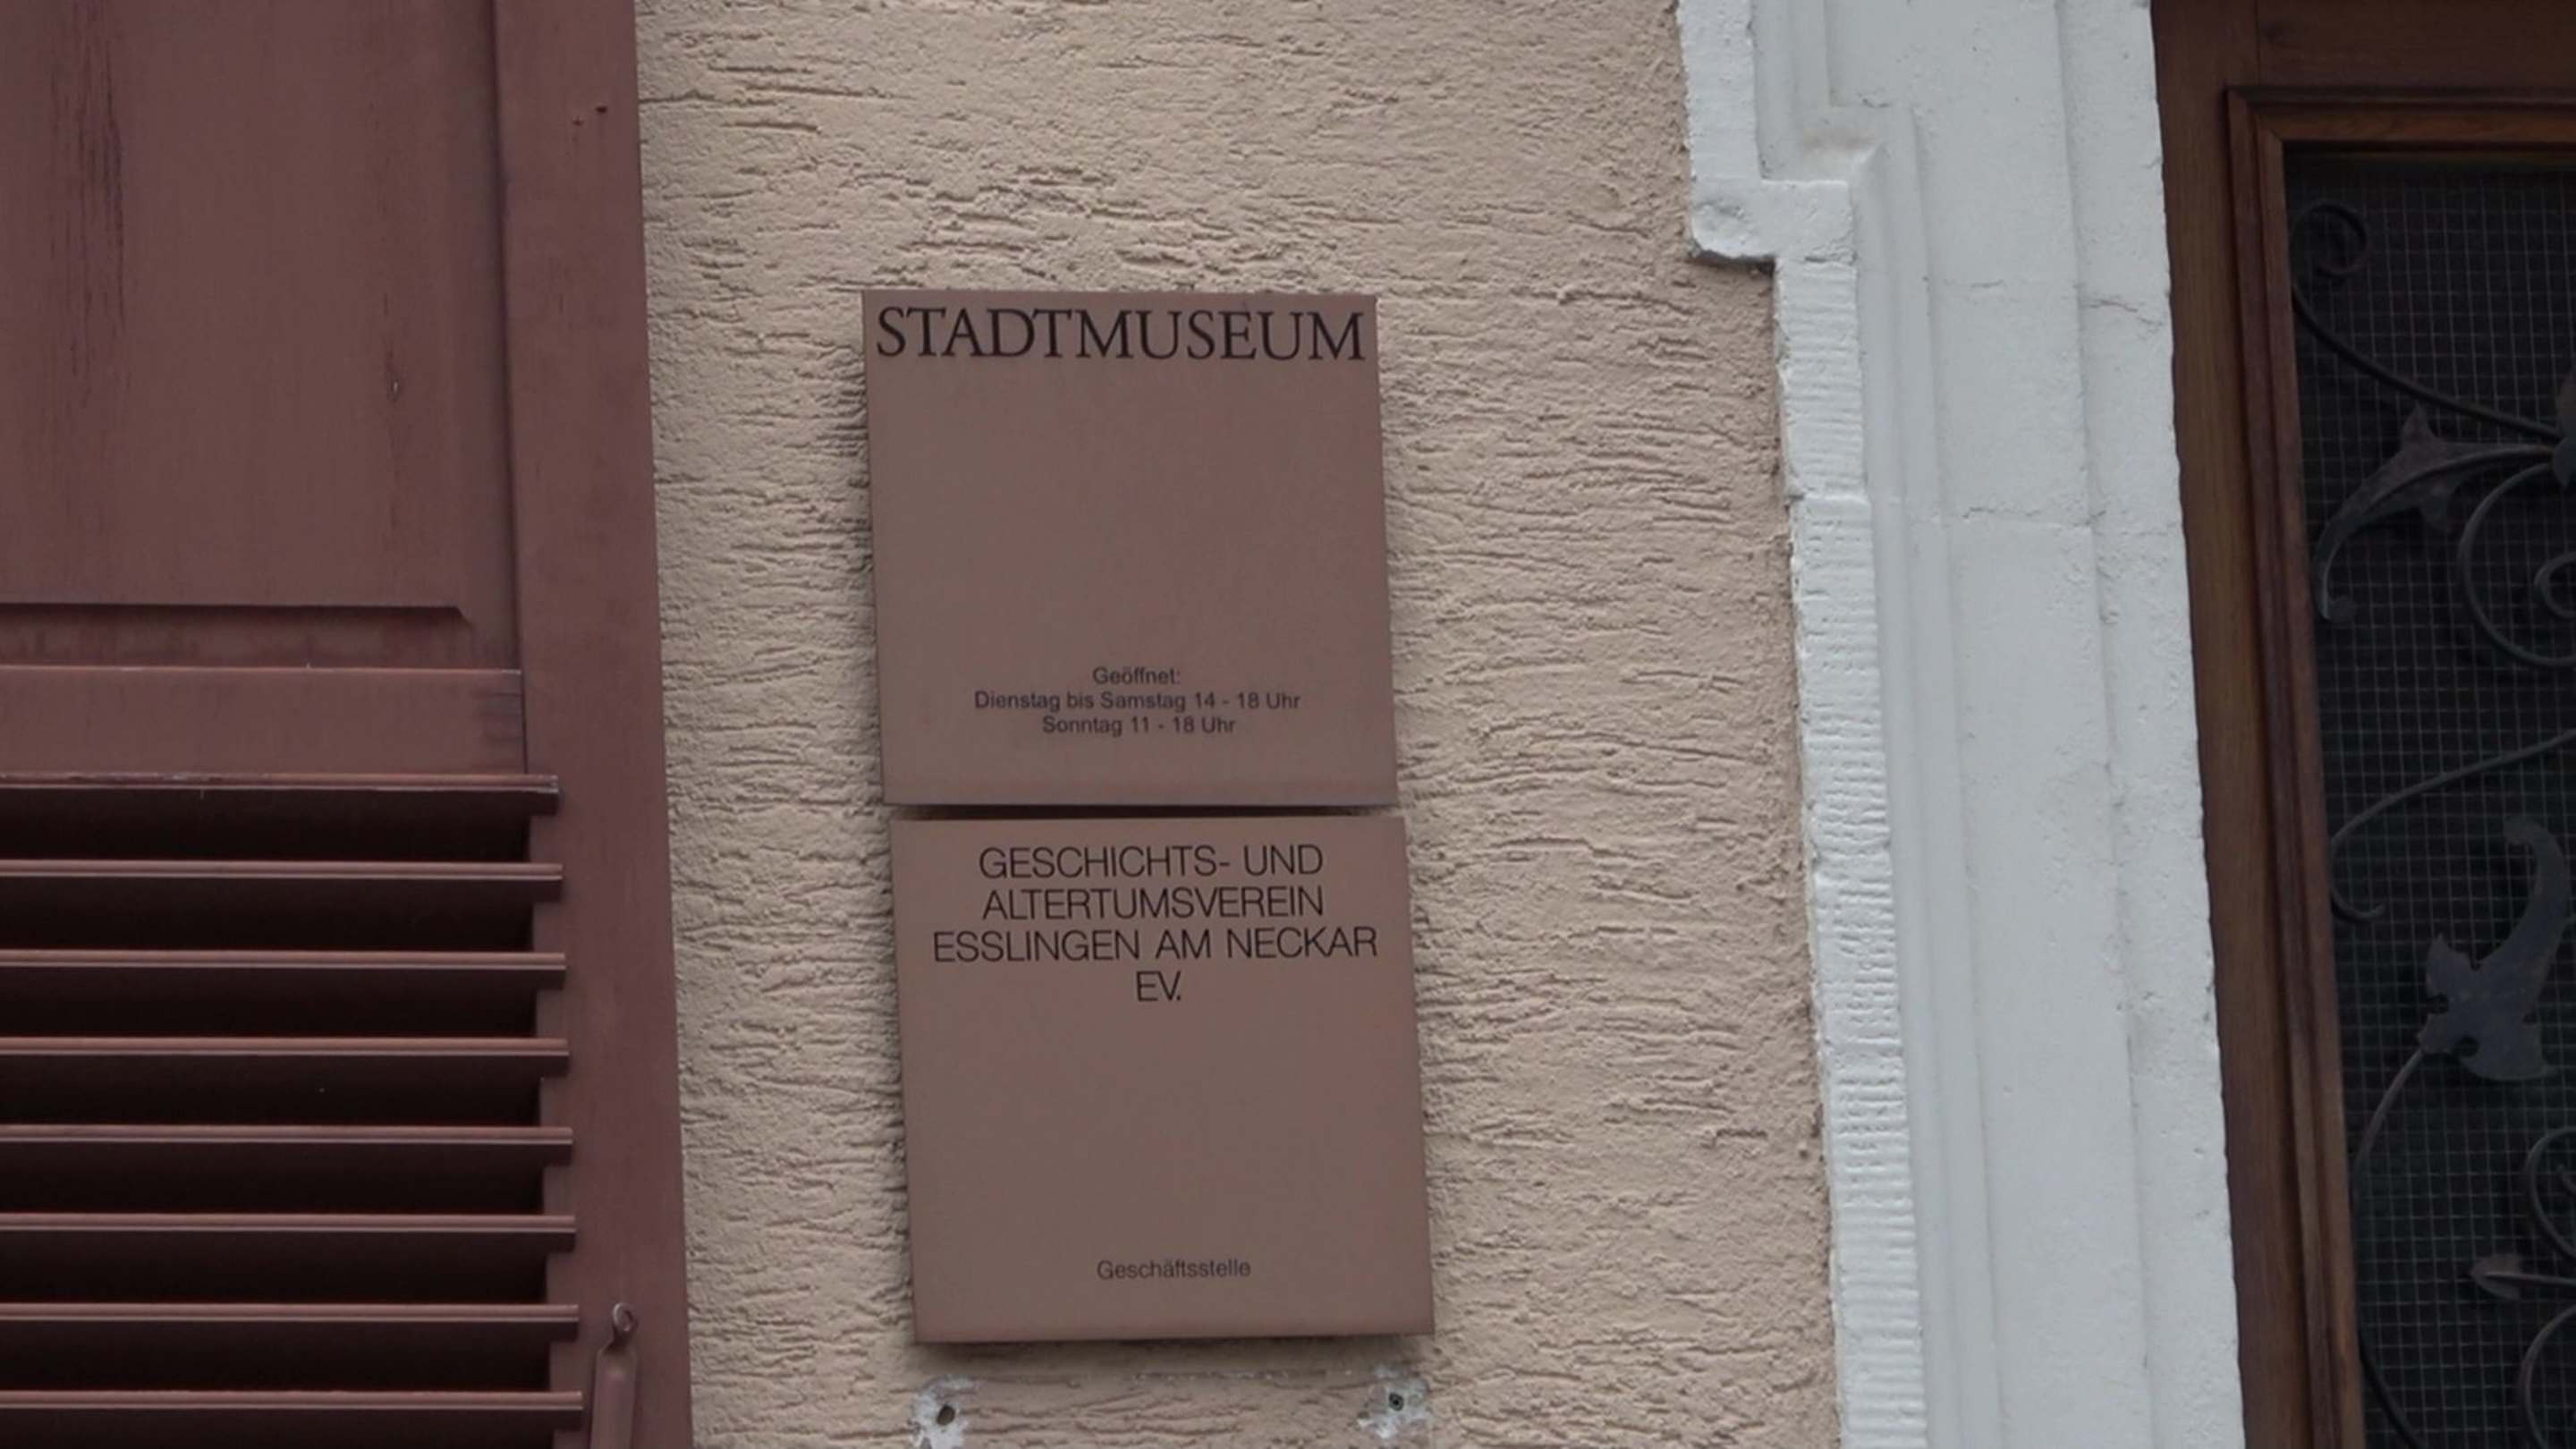 STADTMUSEUM
Geöffnet:
Dienstag bis Samstag 14 - 18 Uhr
Sonntag 11 - 18 Uhr
GESCHICHTS- UND
ALTERTUMSVEREIN
ESSLINGEN AM NECKAR
EV.
Geschäftsstelle